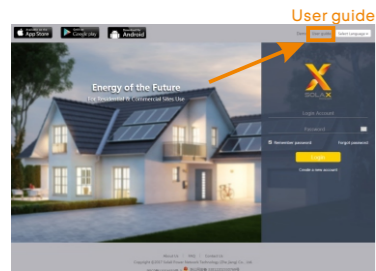 User guide
App Store
Google play
Android
User guide
Select Language
Energy of the Future
For Residential & Commercial Sites Use
SOLAX
Login Account
Password
Remember password
Forgot password
Login
Create a new account
About Us | FAQ | Contact Us